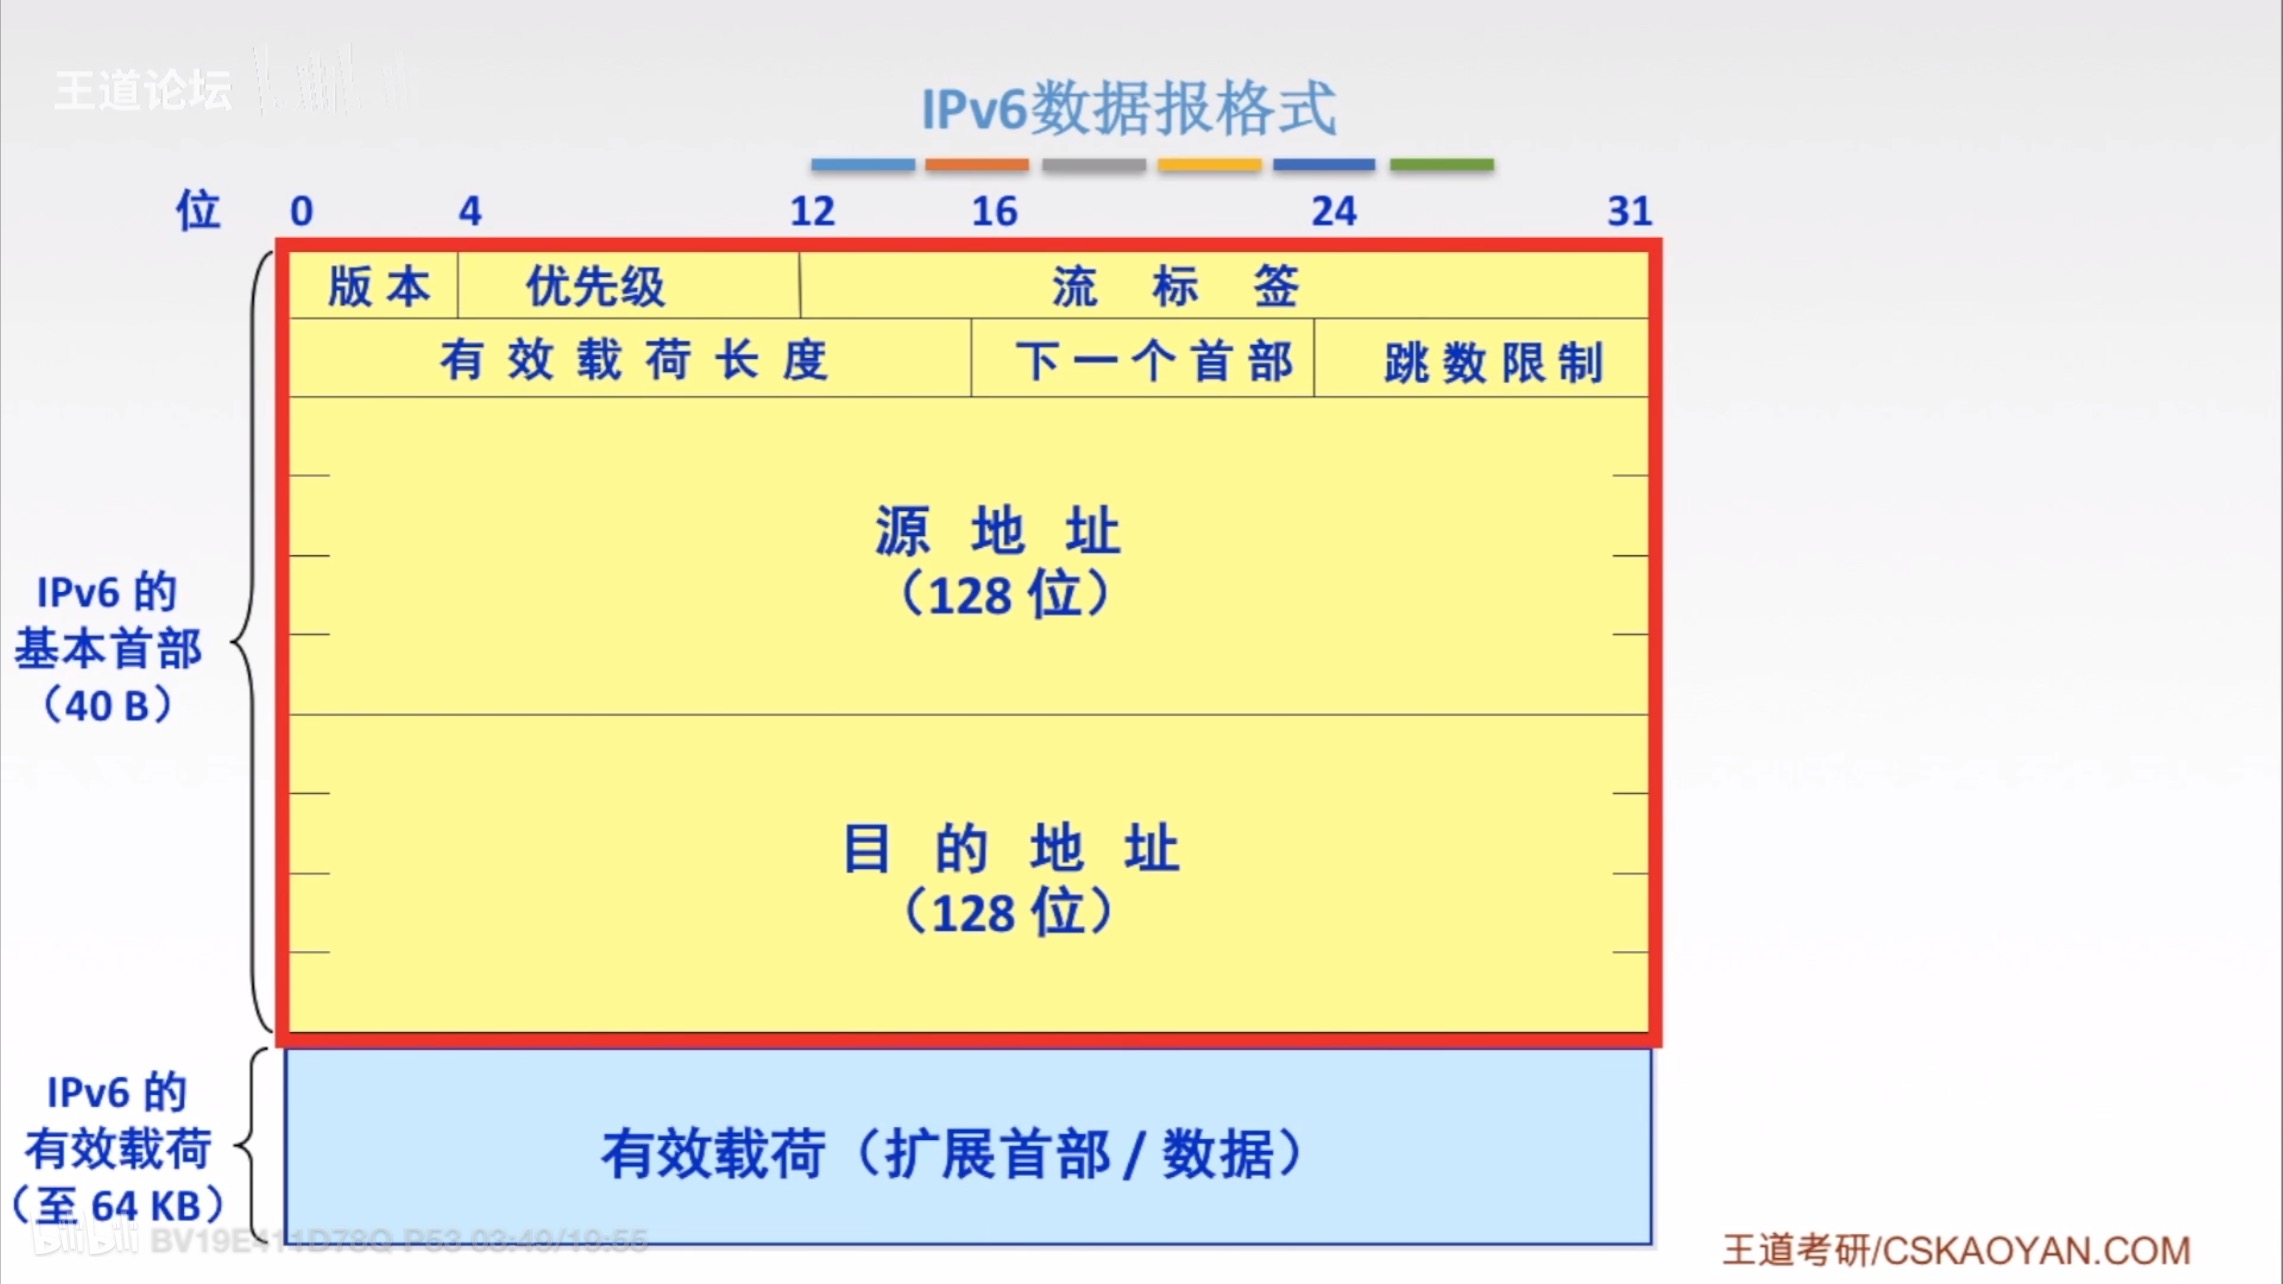 王道论坛
IPv6数据报格式
位 0 4 12 16 24 31
版本 优先级 流标签
有效载荷长度 下一个首部 跳数限制
源地址
（128 位）
IPv6 的
基本首部
（40 B）
目的地址
（128 位）
IPv6 的
有效载荷
（至 64 KB）
有效载荷（扩展首部 / 数据）
bilibili BV19E411D78Q P53 03:49/19:55
王道考研/CSKAOYAN.COM